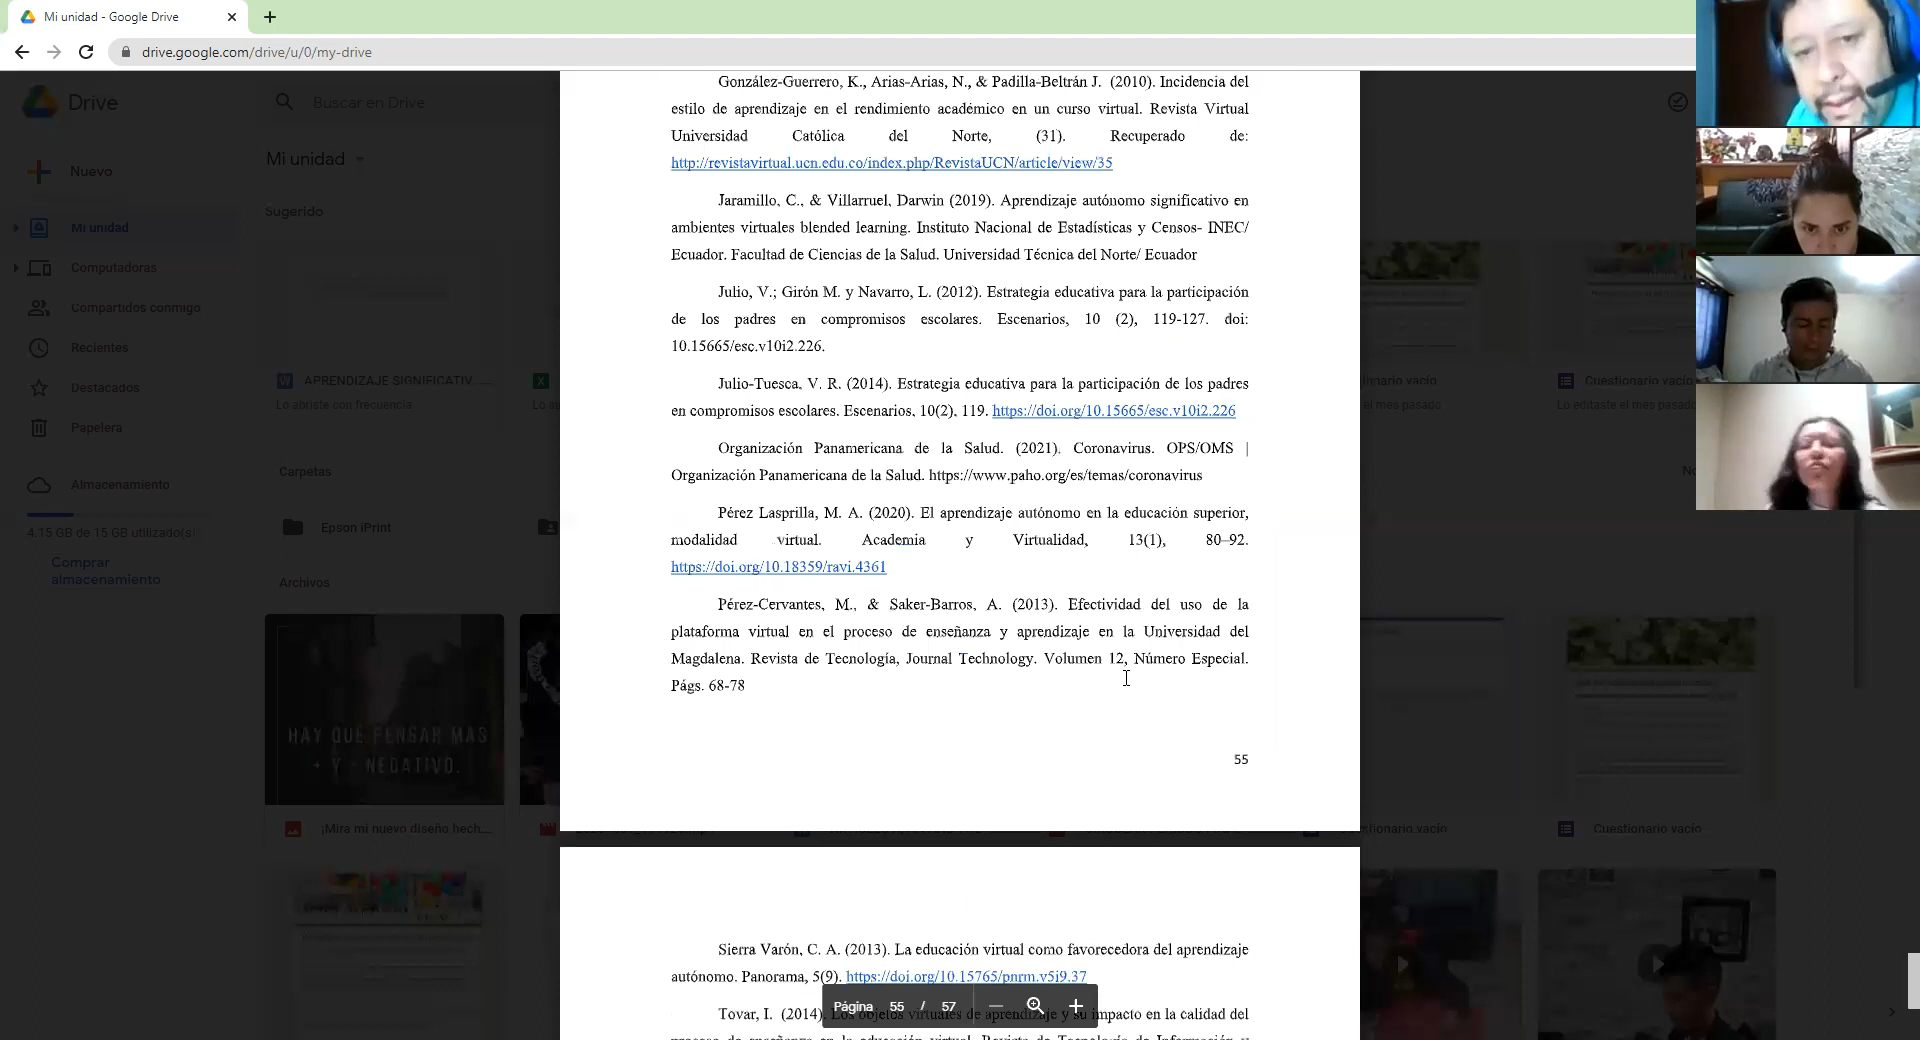 Mi unidad - Google Drive
drive.google.com/drive/u/0/my-drive
Drive
Buscar en Drive
Nuevo
Mi unidad
Computadoras
Compartidos conmigo
Recientes
Destacados
Papelera
Almacenamiento
4.15 GB de 15 GB utilizado(s)
Comprar
almacenamiento
Mi unidad
Sugerido
APRENDIZAJE SIGNIFICATIV...
Lo abriste con frecuencia
Carpetas
Epson iPrint
Archivos
HAY QUE PENSAR MAS
+ Y - NEGATIVO.
¡Mira mi nuevo diseño hech...
González-Guerrero, K., Arias-Arias, N., & Padilla-Beltrán J. (2010). Incidencia del
estilo de aprendizaje en el rendimiento académico en un curso virtual. Revista Virtual
Universidad Católica del Norte, (31). Recuperado de:
http://revistavirtual.ucn.edu.co/index.php/RevistaUCN/article/view/35
Jaramillo, C., & Villarruel, Darwin (2019). Aprendizaje autónomo significativo en
ambientes virtuales blended learning. Instituto Nacional de Estadísticas y Censos- INEC/
Ecuador. Facultad de Ciencias de la Salud. Universidad Técnica del Norte/ Ecuador
Julio, V.; Girón M. y Navarro, L. (2012). Estrategia educativa para la participación
de los padres en compromisos escolares. Escenarios, 10 (2), 119-127. doi:
10.15665/esc.v10i2.226.
Julio-Tuesca, V. R. (2014). Estrategia educativa para la participación de los padres
en compromisos escolares. Escenarios, 10(2), 119. https://doi.org/10.15665/esc.v10i2.226
Organización Panamericana de la Salud. (2021). Coronavirus. OPS/OMS |
Organización Panamericana de la Salud. https://www.paho.org/es/temas/coronavirus
Pérez Lasprilla, M. A. (2020). El aprendizaje autónomo en la educación superior,
modalidad virtual. Academia y Virtualidad, 13(1), 80–92.
https://doi.org/10.18359/ravi.4361
Pérez-Cervantes, M., & Saker-Barros, A. (2013). Efectividad del uso de la
plataforma virtual en el proceso de enseñanza y aprendizaje en la Universidad del
Magdalena. Revista de Tecnología, Journal Technology. Volumen 12, Número Especial.
Págs. 68-78
55
Sierra Varón, C. A. (2013). La educación virtual como favorecedora del aprendizaje
autónomo. Panorama, 5(9). https://doi.org/10.15765/pnrm.v5i9.37
Tovar, I. (2014). Los objetos virtuales de aprendizaje y su impacto en la calidad del
proceso de enseñanza en la educación virtual. Revista de Tecnología de Información y
Página 55 / 57
Cuestionario vacío
Cuestionario vacío